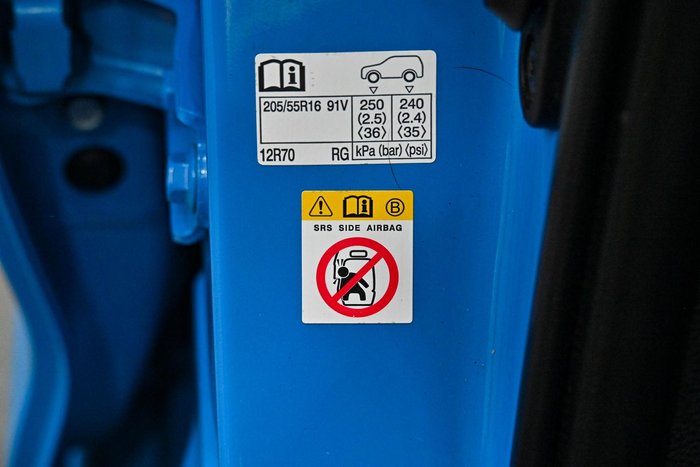 205/55R16 91V 250 240
(2.5) (2.4)
⟨36⟩ ⟨35⟩
12R70 RG kPa (bar) ⟨psi⟩
B
SRS SIDE AIRBAG